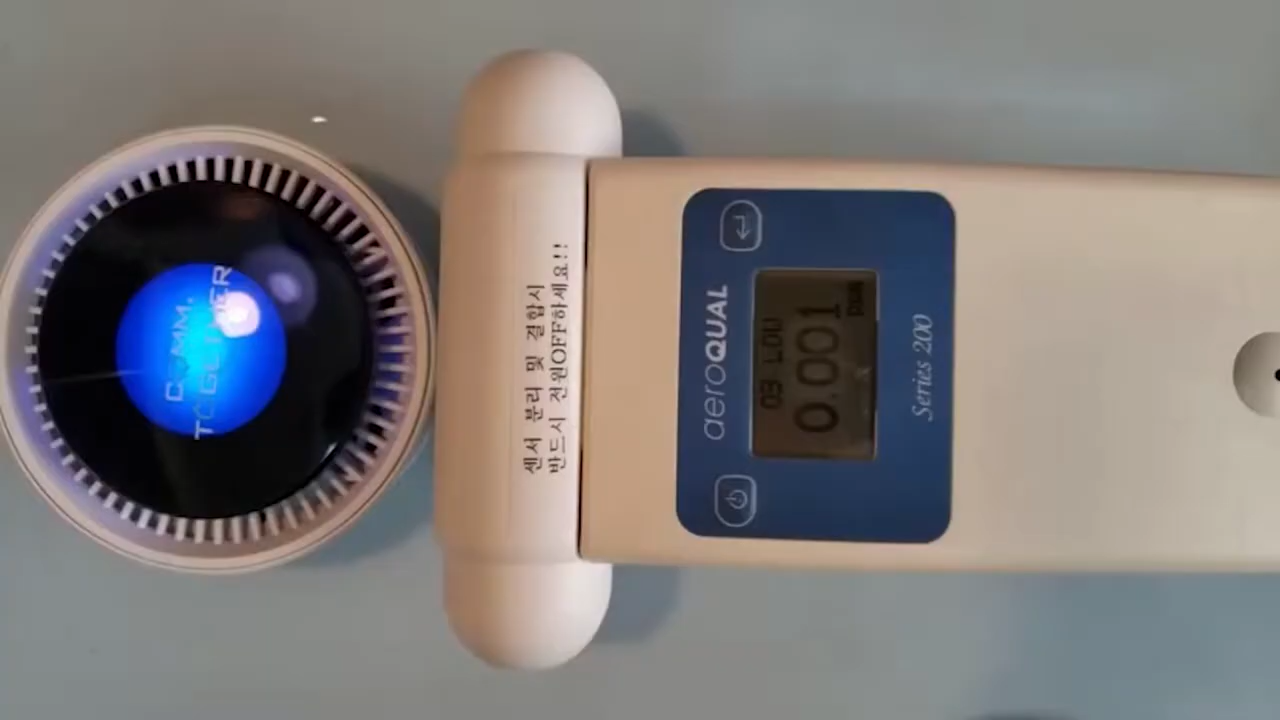 COMM.
TOGETHER
센서 분리 및 결합시
반드시 전원OFF하세요!!
aeroQUAL
O3 LOW
0.001
ppm
Series 200